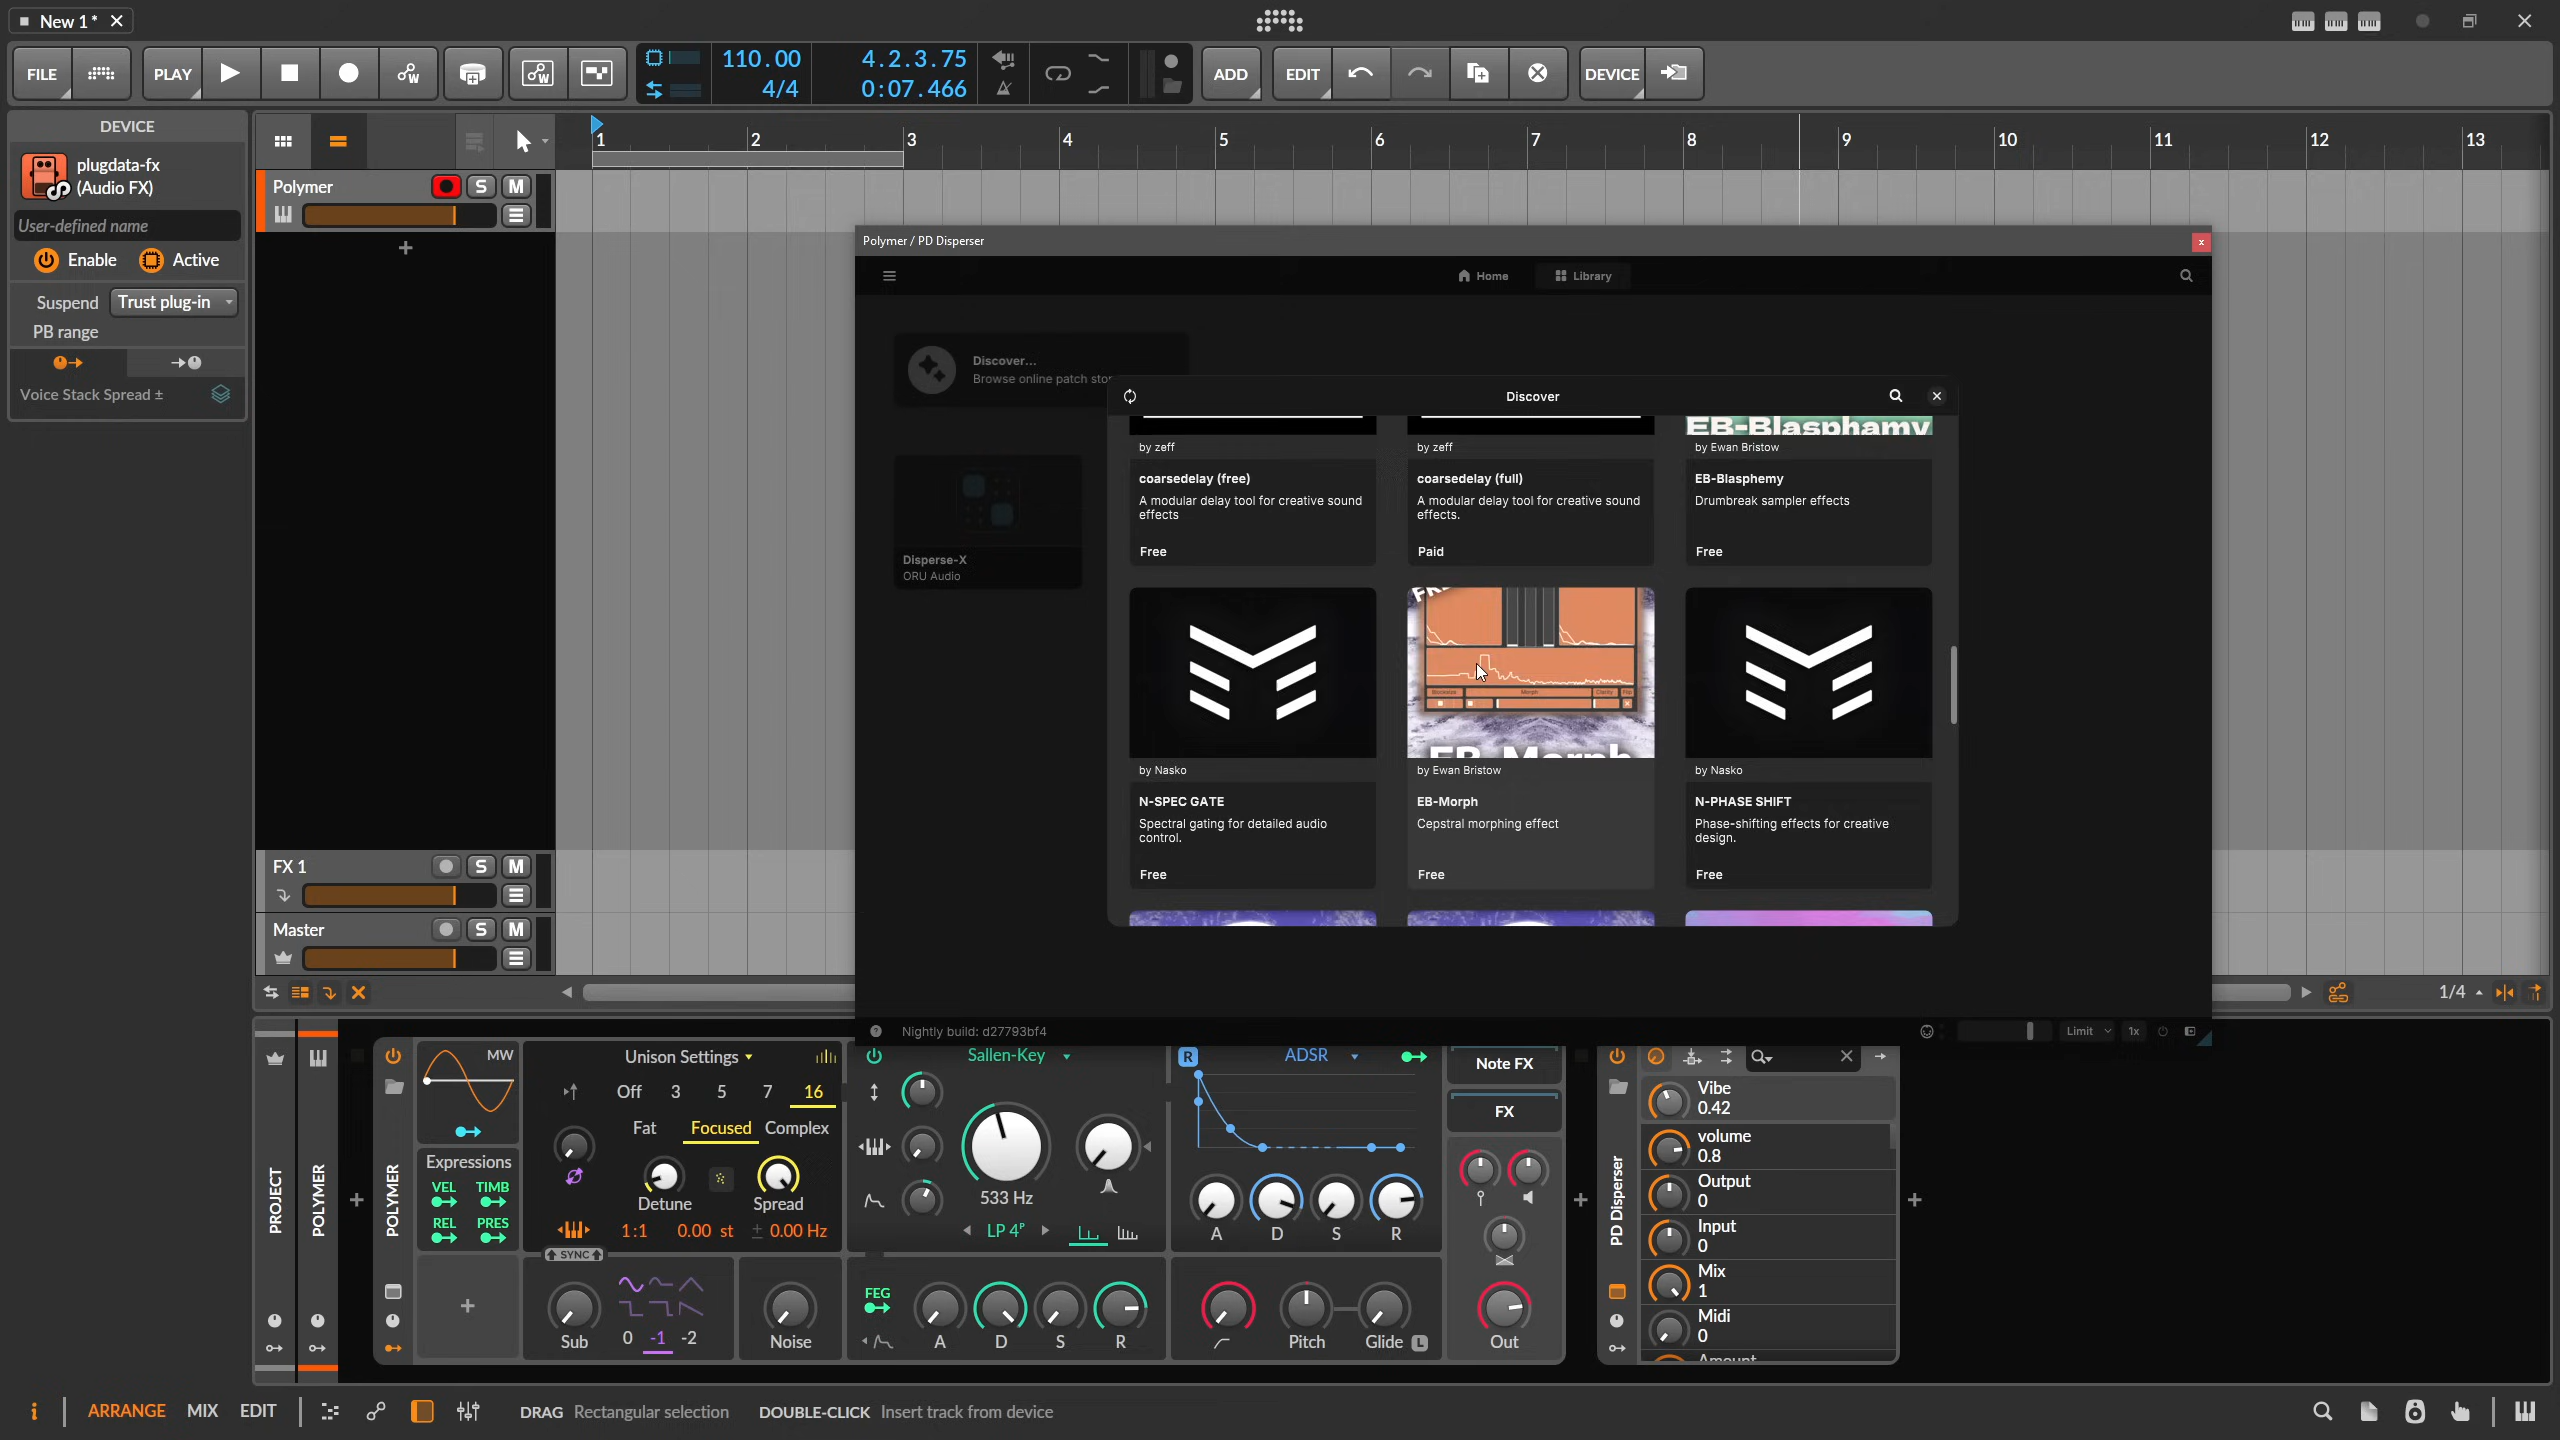 New 1 *
FILE
PLAY
110.00
4/4
4.2.3.75
0:07.466
ADD
EDIT
DEVICE
DEVICE
plugdata-fx
(Audio FX)
User-defined name
Enable
Active
Suspend
Trust plug-in
PB range
Voice Stack Spread ±
1
2
3
4
5
6
7
8
9
10
11
12
13
Polymer
S
M
Polymer / PD Disperser
x
Home
Library
Discover...
Browse online patch stor
Disperse-X
ORU Audio
Discover
EB-Blasphamy
by zeff
by zeff
by Ewan Bristow
coarsedelay (free)
A modular delay tool for creative sound
effects
Free
coarsedelay (full)
A modular delay tool for creative sound
effects.
Paid
EB-Blasphemy
Drumbreak sampler effects
Free
Blocksize
Morph
Clarity
Flip
EB-Morph
by Nasko
by Ewan Bristow
by Nasko
N-SPEC GATE
Spectral gating for detailed audio
control.
Free
EB-Morph
Cepstral morphing effect
Free
N-PHASE SHIFT
Phase-shifting effects for creative
design.
Free
Nightly build: d27793bf4
Limit
1x
FX 1
S
M
Master
S
M
1/4
PROJECT
POLYMER
POLYMER
MW
Expressions
VEL
TIMB
REL
PRES
Unison Settings
Off
3
5
7
16
Fat
Focused
Complex
Detune
Spread
1:1
0.00 st
± 0.00 Hz
SYNC
Sub
0
-1
-2
Noise
Sallen-Key
533 Hz
LP 4ᴾ
FEG
A
D
S
R
R
ADSR
A
D
S
R
Pitch
Glide
L
Note FX
FX
Out
PD Disperser
Vibe
0.42
volume
0.8
Output
0
Input
0
Mix
1
Midi
0
Amount
i
ARRANGE
MIX
EDIT
DRAG Rectangular selection
DOUBLE-CLICK Insert track from device